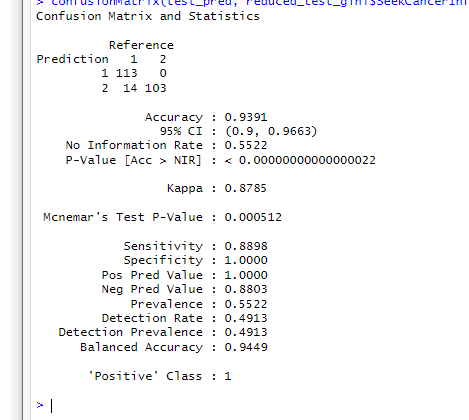 > confusionMatrix(test_pred, reduced_test_gini$SeekCancerInf
Confusion Matrix and Statistics
Reference
Prediction 1 2
1 113 0
2 14 103
Accuracy : 0.9391
95% CI : (0.9, 0.9663)
No Information Rate : 0.5522
P-Value [Acc > NIR] : < 0.00000000000000022
Kappa : 0.8785
Mcnemar's Test P-Value : 0.000512
Sensitivity : 0.8898
Specificity : 1.0000
Pos Pred Value : 1.0000
Neg Pred Value : 0.8803
Prevalence : 0.5522
Detection Rate : 0.4913
Detection Prevalence : 0.4913
Balanced Accuracy : 0.9449
'Positive' Class : 1
>